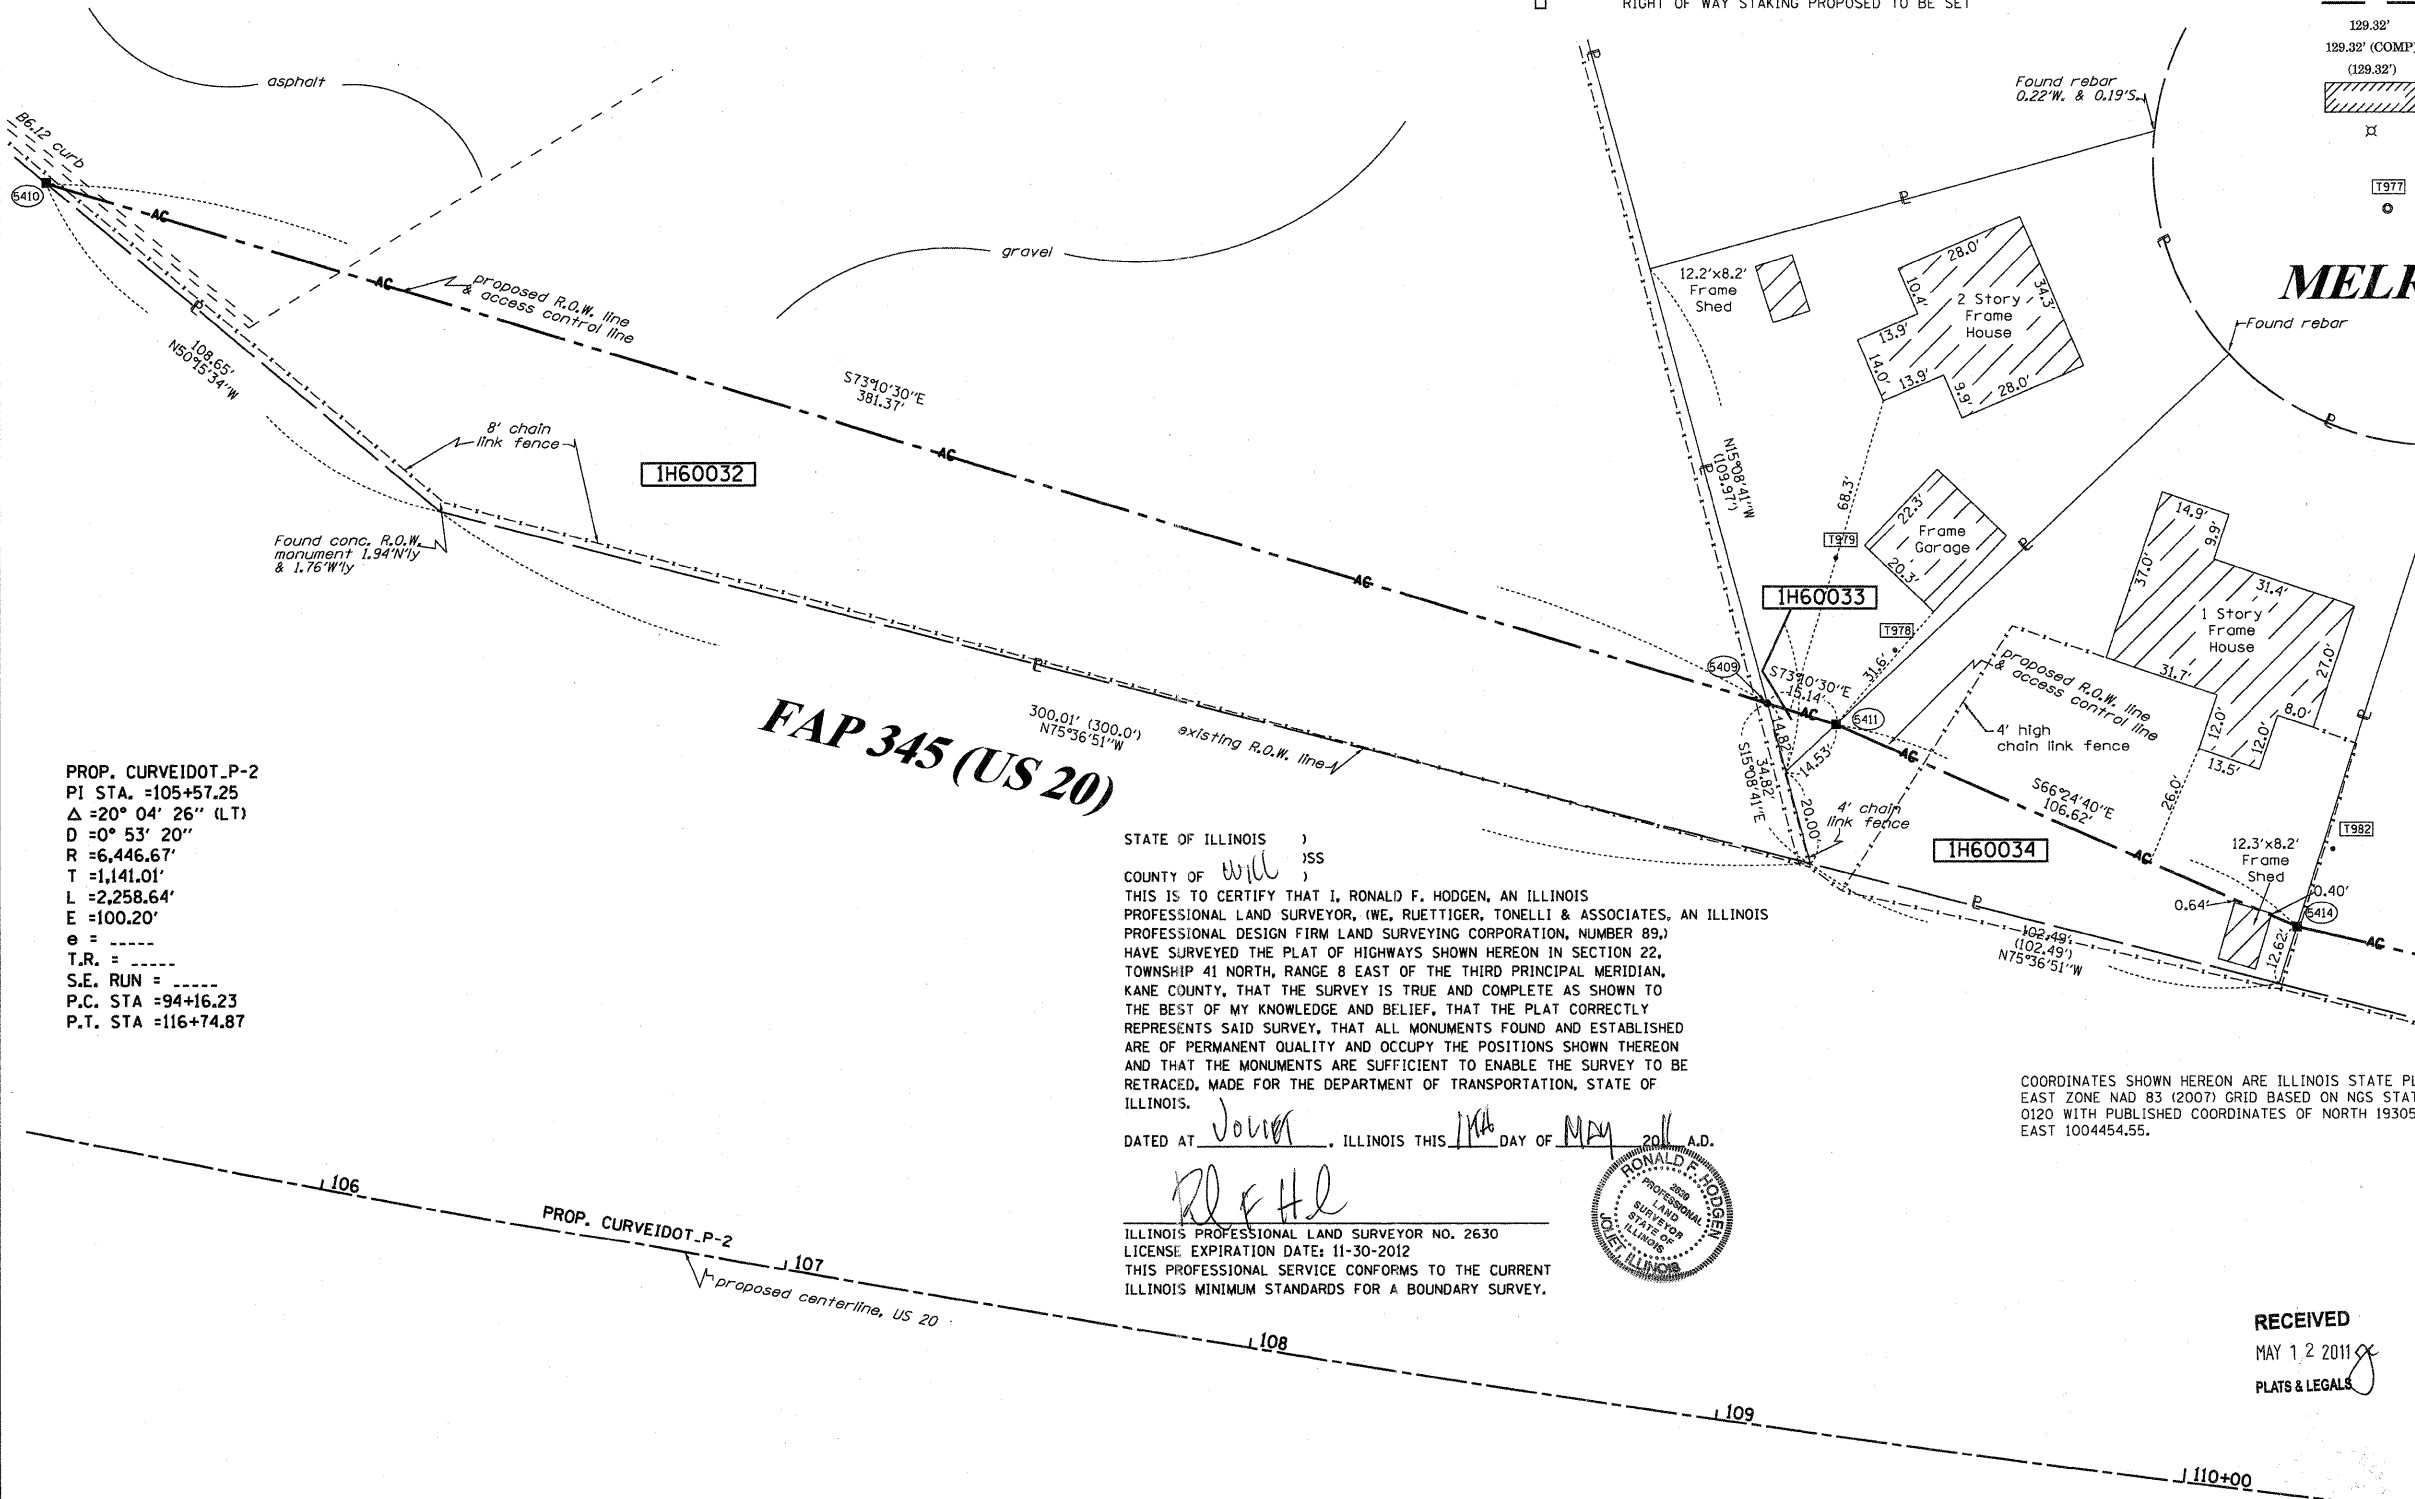 RIGHT OF WAY STAKING PROPOSED TO BE SET
129.32'
129.32' (COMP)
(129.32')
T977
asphalt
B6.12 curb
5410
AC
AC
proposed R.O.W. line
& access control line
gravel
108.65'
N50°15'34"W
S73°10'30"E
381.37'
8' chain
link fence
1H60032
AC
AC
Found conc. R.O.W.
monument 1.94'N'ly
& 1.76'W'ly
Found rebar
0.22'W. & 0.19'S.
12.2'x8.2'
Frame
Shed
28.0'
10.4'
34.3'
2 Story
Frame
House
13.9'
14.0'
13.9'
9.9'
28.0'
Found rebar
N15°08'41"W
(109.97')
68.3'
T979
22.3'
Frame
Garage
20.3'
1H60033
T978
31.6'
5409
S73°10'30"E
15.14'
AC
5411
14.82'
14.53'
34.82'
S15°08'41"E
20.00'
4' chain
link fence
14.9'
9.9'
37.0'
31.4'
1 Story
Frame
House
31.7'
27.0'
12.0'
8.0'
12.0'
13.5'
26.0'
proposed R.O.W. line
& access control line
4' high
chain link fence
AC
S66°24'40"E
106.62'
AC
1H60034
T982
12.3'x8.2'
Frame
Shed
0.40'
0.64'
5414
12.62'
AC
102.49'
(102.49')
N75°36'51"W
300.01' (300.0')
N75°36'51"W
existing R.O.W. line
FAP 345 (US 20)
PROP. CURVEIDOT_P-2
PI STA. =105+57.25
Δ =20° 04' 26" (LT)
D =0° 53' 20"
R =6,446.67'
T =1,141.01'
L =2,258.64'
E =100.20'
e = _____
T.R. = _____
S.E. RUN = _____
P.C. STA =94+16.23
P.T. STA =116+74.87
STATE OF ILLINOIS )
)SS
COUNTY OF Will )
THIS IS TO CERTIFY THAT I, RONALD F. HODGEN, AN ILLINOIS
PROFESSIONAL LAND SURVEYOR, (WE, RUETTIGER, TONELLI & ASSOCIATES, AN ILLINOIS
PROFESSIONAL DESIGN FIRM LAND SURVEYING CORPORATION, NUMBER 89,)
HAVE SURVEYED THE PLAT OF HIGHWAYS SHOWN HEREON IN SECTION 22,
TOWNSHIP 41 NORTH, RANGE 8 EAST OF THE THIRD PRINCIPAL MERIDIAN,
KANE COUNTY, THAT THE SURVEY IS TRUE AND COMPLETE AS SHOWN TO
THE BEST OF MY KNOWLEDGE AND BELIEF, THAT THE PLAT CORRECTLY
REPRESENTS SAID SURVEY, THAT ALL MONUMENTS FOUND AND ESTABLISHED
ARE OF PERMANENT QUALITY AND OCCUPY THE POSITIONS SHOWN THEREON
AND THAT THE MONUMENTS ARE SUFFICIENT TO ENABLE THE SURVEY TO BE
RETRACED. MADE FOR THE DEPARTMENT OF TRANSPORTATION, STATE OF
ILLINOIS.
DATED AT JOLIET , ILLINOIS THIS 11th DAY OF MAY 2011 A.D.
ILLINOIS PROFESSIONAL LAND SURVEYOR NO. 2630
LICENSE EXPIRATION DATE: 11-30-2012
THIS PROFESSIONAL SERVICE CONFORMS TO THE CURRENT
ILLINOIS MINIMUM STANDARDS FOR A BOUNDARY SURVEY.
RONALD F. HODGEN
2630
PROFESSIONAL
LAND
SURVEYOR
STATE OF
ILLINOIS
JOLIET, ILLINOIS
COORDINATES SHOWN HEREON ARE ILLINOIS STATE PL
EAST ZONE NAD 83 (2007) GRID BASED ON NGS STAT
0120 WITH PUBLISHED COORDINATES OF NORTH 19305
EAST 1004454.55.
106
PROP. CURVEIDOT_P-2
107
proposed centerline, US 20
108
109
110+00
RECEIVED
MAY 12 2011
PLATS & LEGALS